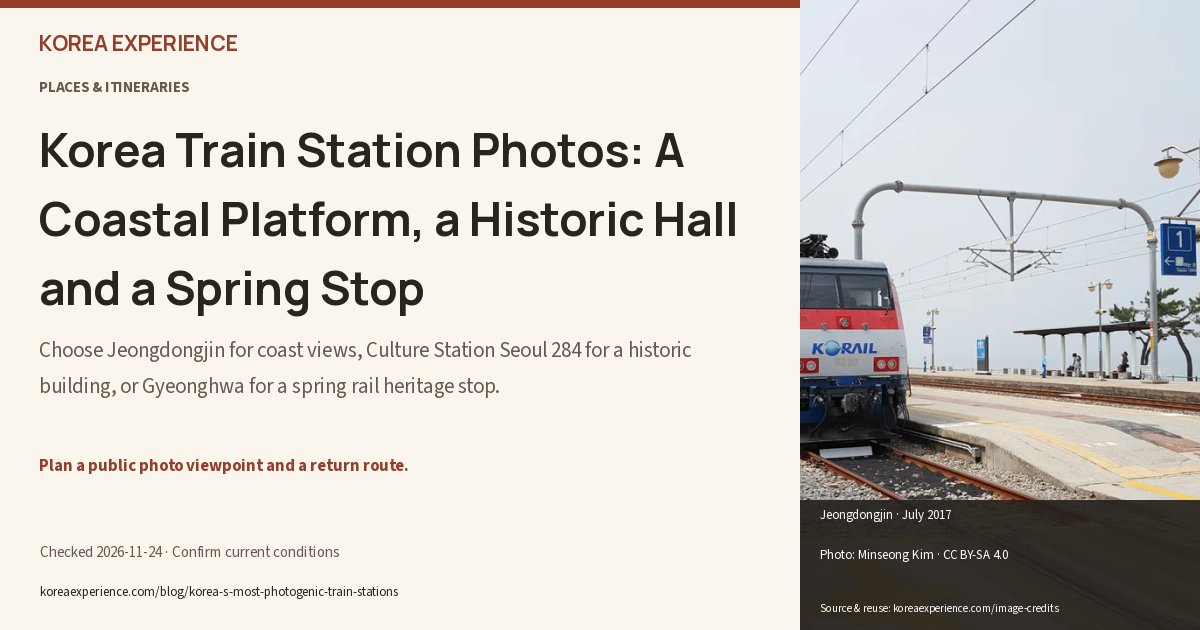 KOREA EXPERIENCE
PLACES & ITINERARIES
Korea Train Station Photos: A
Coastal Platform, a Historic Hall
and a Spring Stop
Choose Jeongdongjin for coast views, Culture Station Seoul 284 for a historic
building, or Gyeonghwa for a spring rail heritage stop.
Plan a public photo viewpoint and a return route.
Checked 2026-11-24 · Confirm current conditions
koreaexperience.com/blog/korea-s-most-photogenic-train-stations
1
KORAIL
Jeongdongjin · July 2017
Photo: Minseong Kim · CC BY-SA 4.0
Source & reuse: koreaexperience.com/image-credits